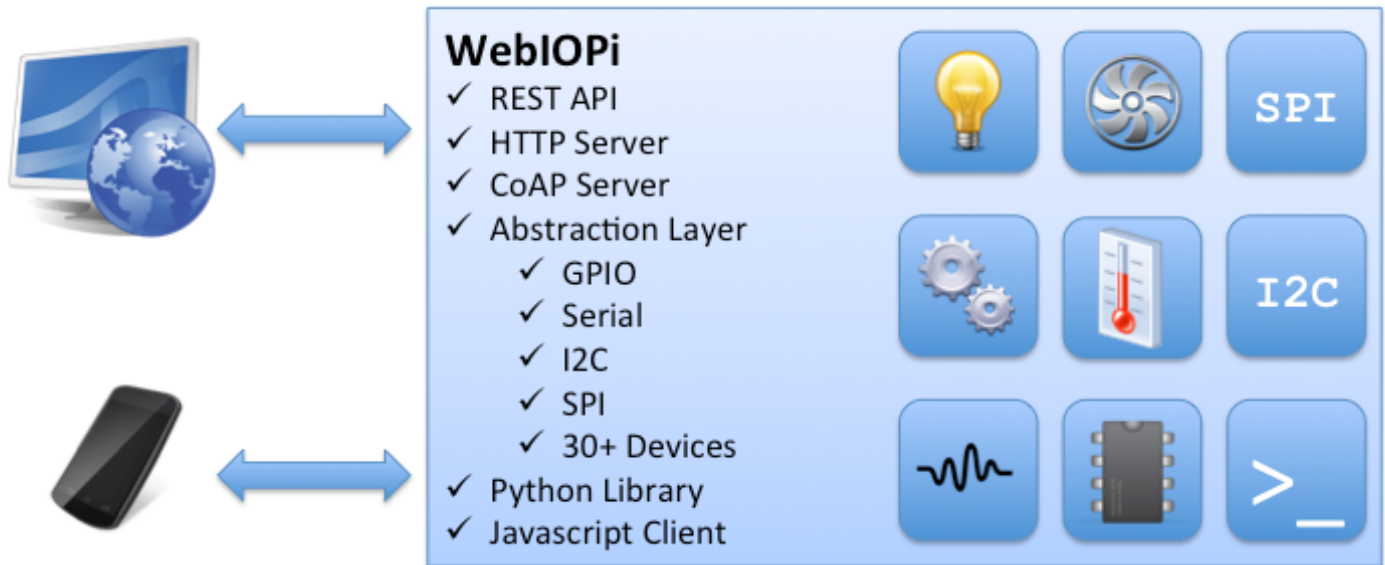 WebIOPi
✓ REST API
✓ HTTP Server
✓ CoAP Server
✓ Abstraction Layer
✓ GPIO
✓ Serial
✓ I2C
✓ SPI
✓ 30+ Devices
✓ Python Library
✓ Javascript Client
SPI
I2C
>_